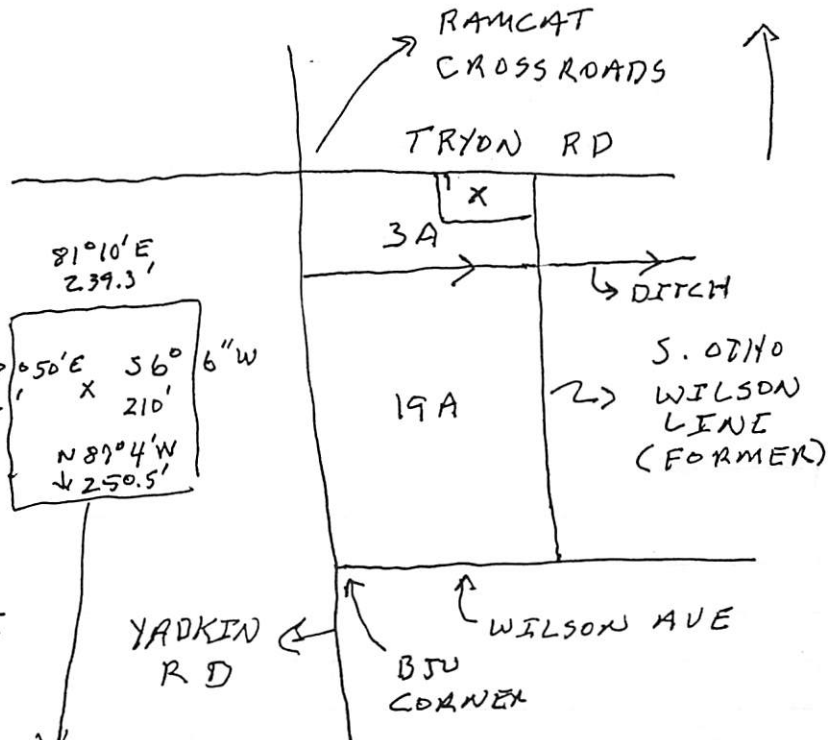 RAMCAT
CROSSROADS
TRYON RD
X
3A
DITCH
81°10'E
239.3'
°50'E
X
S6° 6"W
210'
N 87°4'W
250.5'
19A
S. OTHO
WILSON
LINE
(FORMER)
YADKIN
RD
BJU
CORNER
WILSON AVE